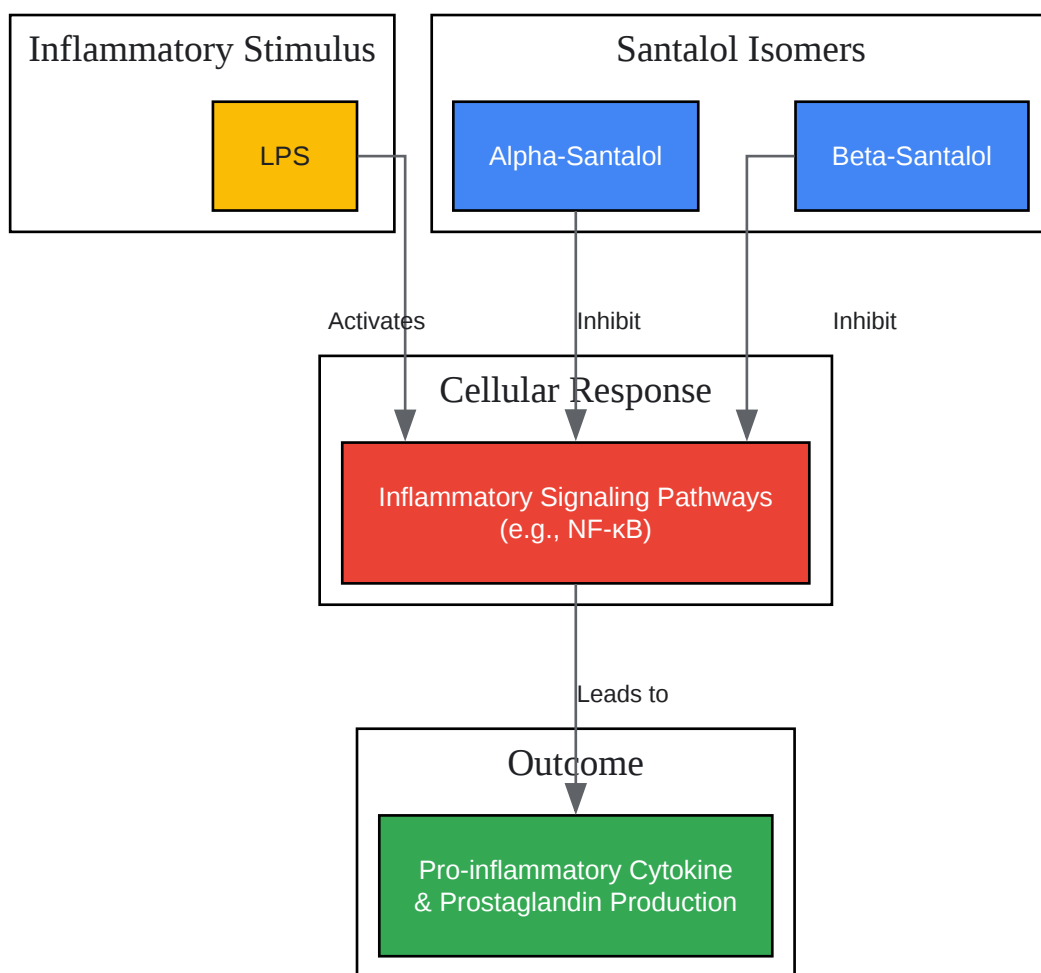 Inflammatory Stimulus
Santalol Isomers
LPS
Alpha-Santalol
Beta-Santalol
Activates
Inhibit
Inhibit
Cellular Response
Inflammatory Signaling Pathways
(e.g., NF-κB)
Leads to
Outcome
Pro-inflammatory Cytokine
& Prostaglandin Production